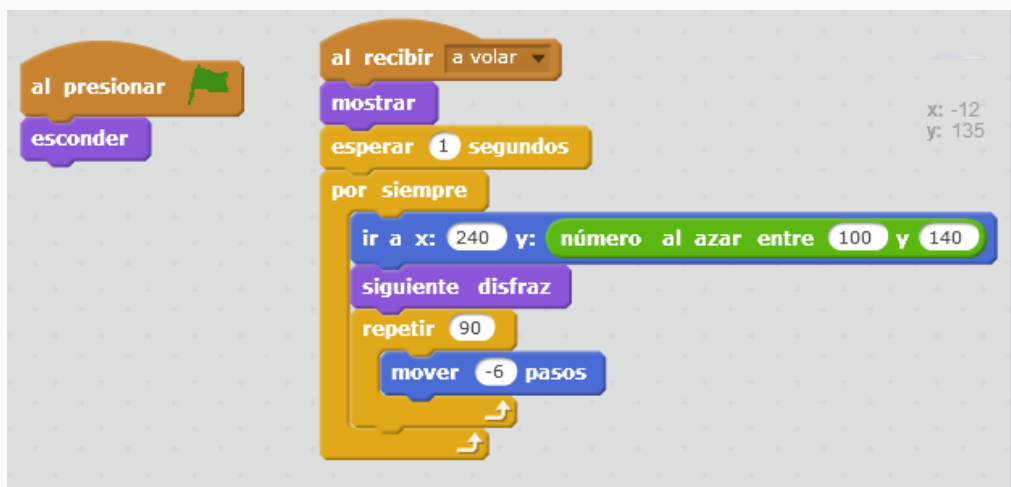 al presionar
esconder
al recibir a volar
mostrar
esperar 1 segundos
por siempre
ir a x: 240 y: número al azar entre 100 y 140
siguiente disfraz
repetir 90
mover -6 pasos
x: -12
y: 135